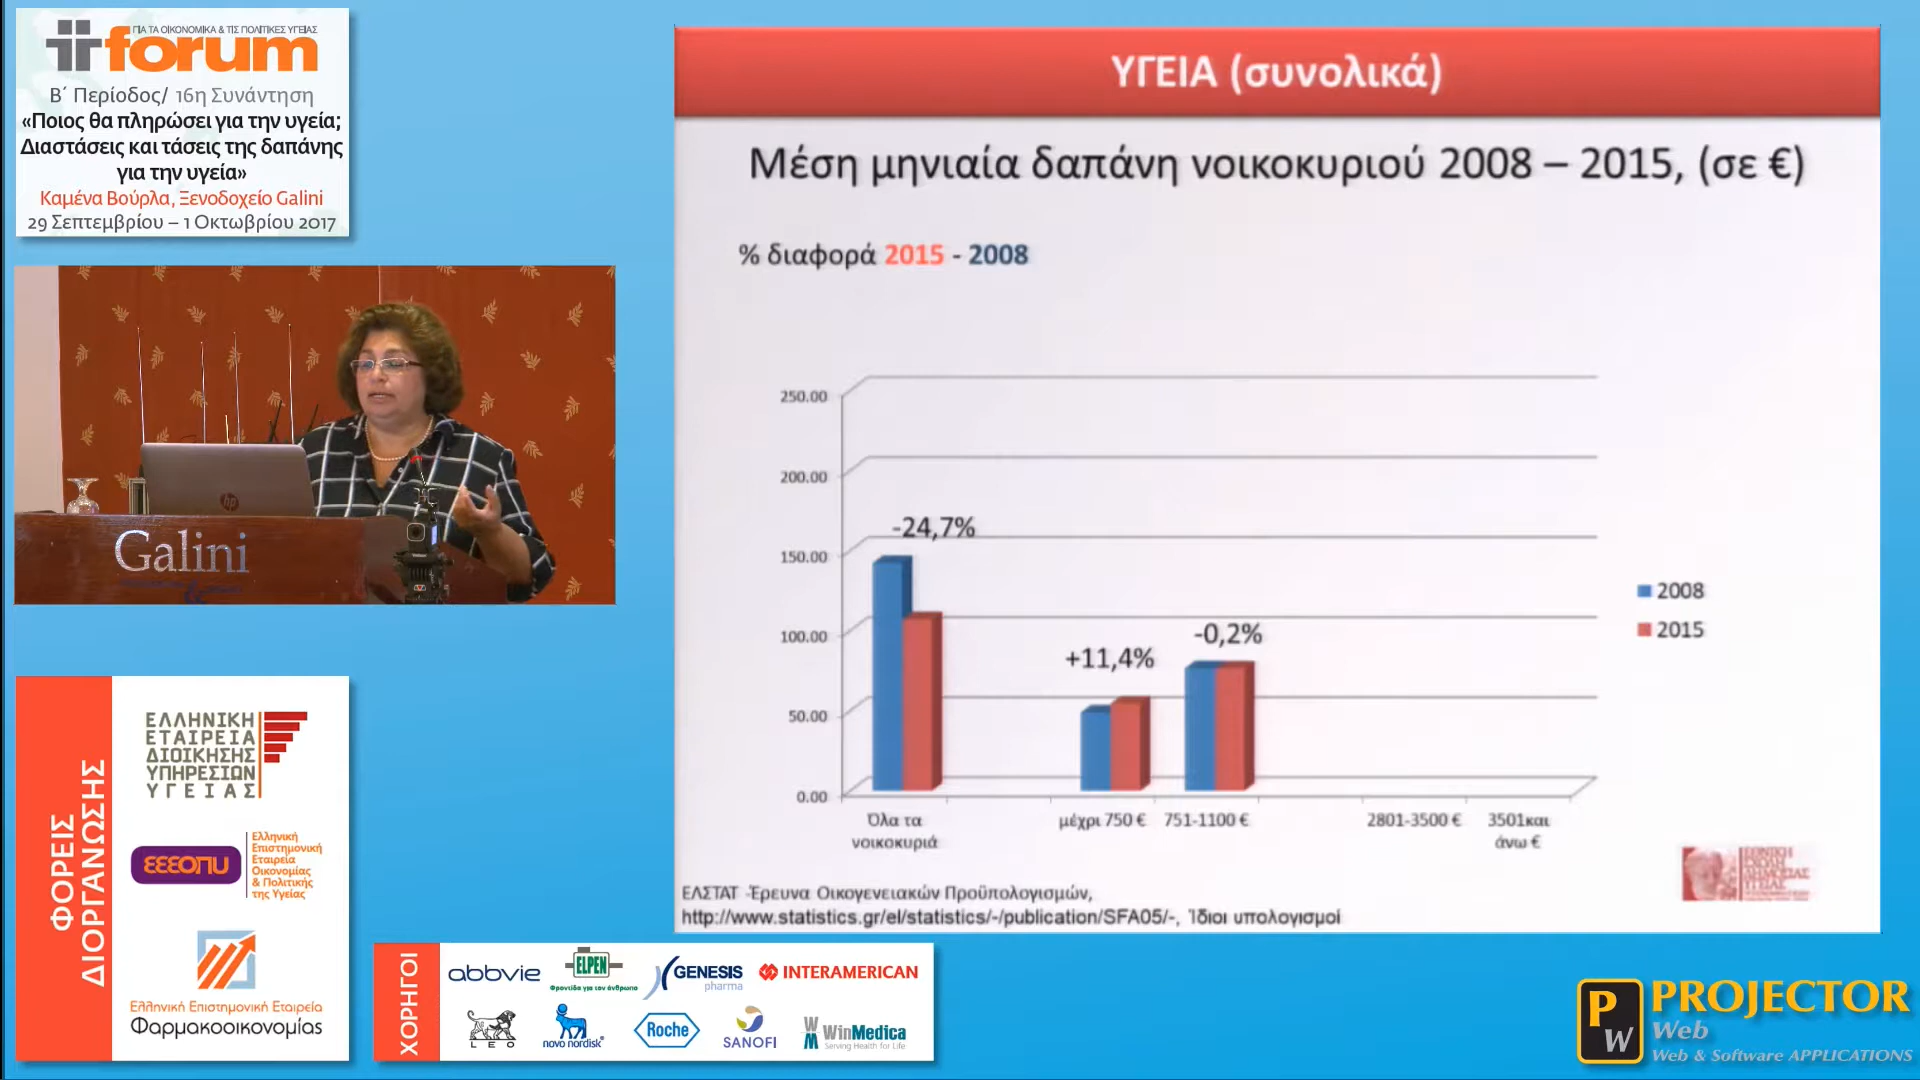 ΓΙΑ ΤΑ ΟΙΚΟΝΟΜΙΚΑ & ΤΙΣ ΠΟΛΙΤΙΚΕΣ ΥΓΕΙΑΣ
forum
Β΄ Περίοδος/ 16η Συνάντηση
«Ποιος θα πληρώσει για την υγεία;
Διαστάσεις και τάσεις της δαπάνης
για την υγεία»
Καμένα Βούρλα, Ξενοδοχείο Galini
29 Σεπτεμβρίου – 1 Οκτωβρίου 2017
hp
Galini
&
ΥΓΕΙΑ (συνολικά)
Μέση μηνιαία δαπάνη νοικοκυριού 2008 – 2015, (σε €)
% διαφορά 2015 - 2008
250.00
200.00
150.00
100.00
50.00
0.00
-24,7%
+11,4%
-0,2%
2008
2015
Όλα τα
νοικοκυριά
μέχρι 750 €
751-1100 €
2801-3500 €
3501και
άνω €
ΕΛΣΤΑΤ -Έρευνα Οικογενειακών Προϋπολογισμών,
http://www.statistics.gr/el/statistics/-/publication/SFA05/-, Ίδιοι υπολογισμοί
ΕΘΝΙΚΗ
ΣΧΟΛΗ
ΔΗΜΟΣΙΑΣ
ΥΓΕΙΑΣ
ΦΟΡΕΙΣ
ΔΙΟΡΓΑΝΩΣΗΣ
ΕΛΛΗΝΙΚΗ
ΕΤΑΙΡΕΙΑ
ΔΙΟΙΚΗΣΗΣ
ΥΠΗΡΕΣΙΩΝ
ΥΓΕΙΑΣ
ΕΕΕΟΠΥ
Ελληνική
Επιστημονική
Εταιρεία
Οικονομίας
& Πολιτικής
της Υγείας
Ελληνική Επιστημονική Εταιρεία
Φαρμακοοικονομίας
ΧΟΡΗΓΟΙ
abbvie
ELPEN
Φροντίδα για τον άνθρωπο
GENESIS
pharma
INTERAMERICAN
LEO
novo nordisk
Roche
SANOFI
WinMedica
Serving Health for Life
PW
PROJECTOR
Web
Web & Software APPLICATIONS